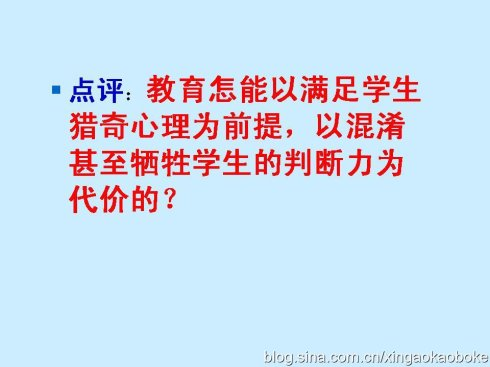 点评：教育怎能以满足学生
猎奇心理为前提，以混淆
甚至牺牲学生的判断力为
代价的？
blog.sina.com.cn/xingaokaoboke